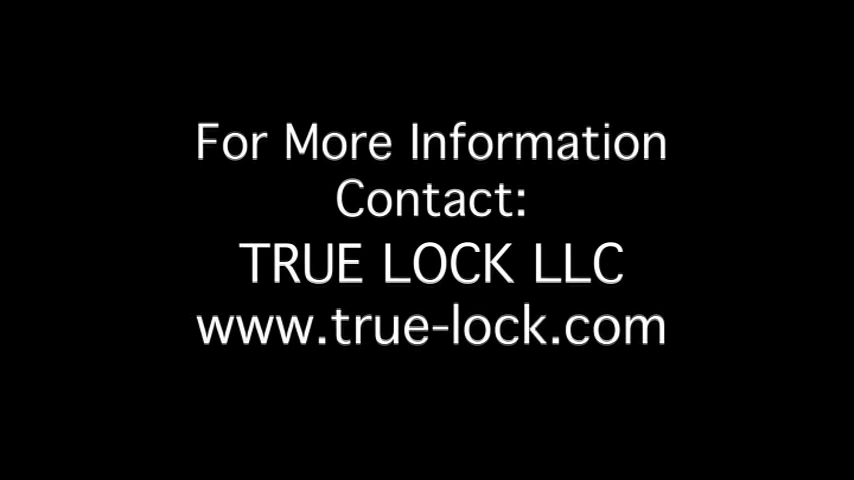 For More Information
Contact:
TRUE LOCK LLC
www.true-lock.com